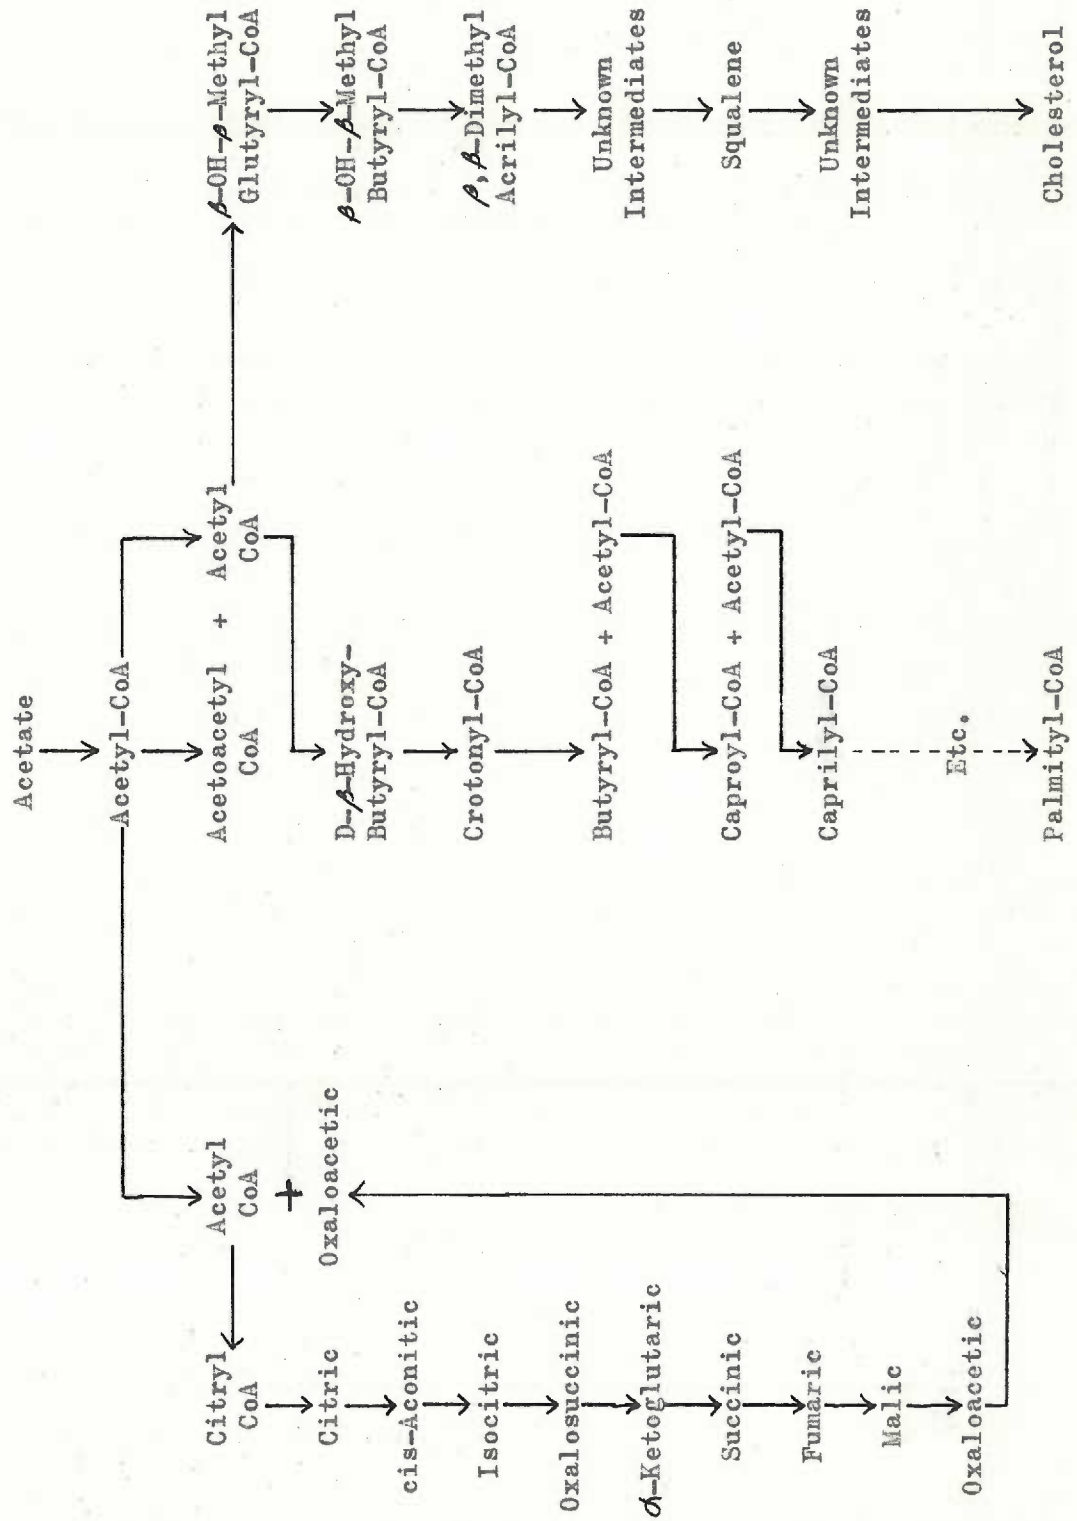 Acetate
Acetyl-CoA
Acetyl
CoA
+
Oxaloacetic
Citryl
CoA
Citric
cis-Aconitic
Isocitric
Oxalosuccinic
α-Ketoglutaric
Succinic
Fumaric
Malic
Oxaloacetic
Acetoacetyl + Acetyl
CoA CoA
D-β-Hydroxy-
Butyryl-CoA
Crotonyl-CoA
Butyryl-CoA + Acetyl-CoA
Caproyl-CoA + Acetyl-CoA
Caprilyl-CoA
Etc.
Palmityl-CoA
β-OH-β-Methyl
Glutyryl-CoA
β-OH-β-Methyl
Butyryl-CoA
β,β-Dimethyl
Acrilyl-CoA
Unknown
Intermediates
Squalene
Unknown
Intermediates
Cholesterol